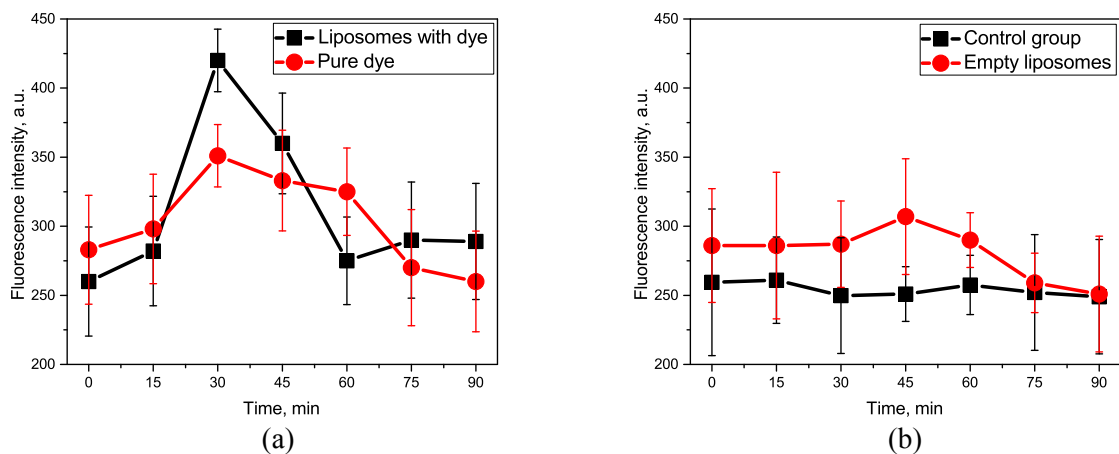 450
400
350
300
250
200
Fluorescence intensity, a.u.
Liposomes with dye
Pure dye
0 15 30 45 60 75 90
Time, min
(a)
450
400
350
300
250
200
Fluorescence intensity, a.u.
Control group
Empty liposomes
0 15 30 45 60 75 90
Time, min
(b)